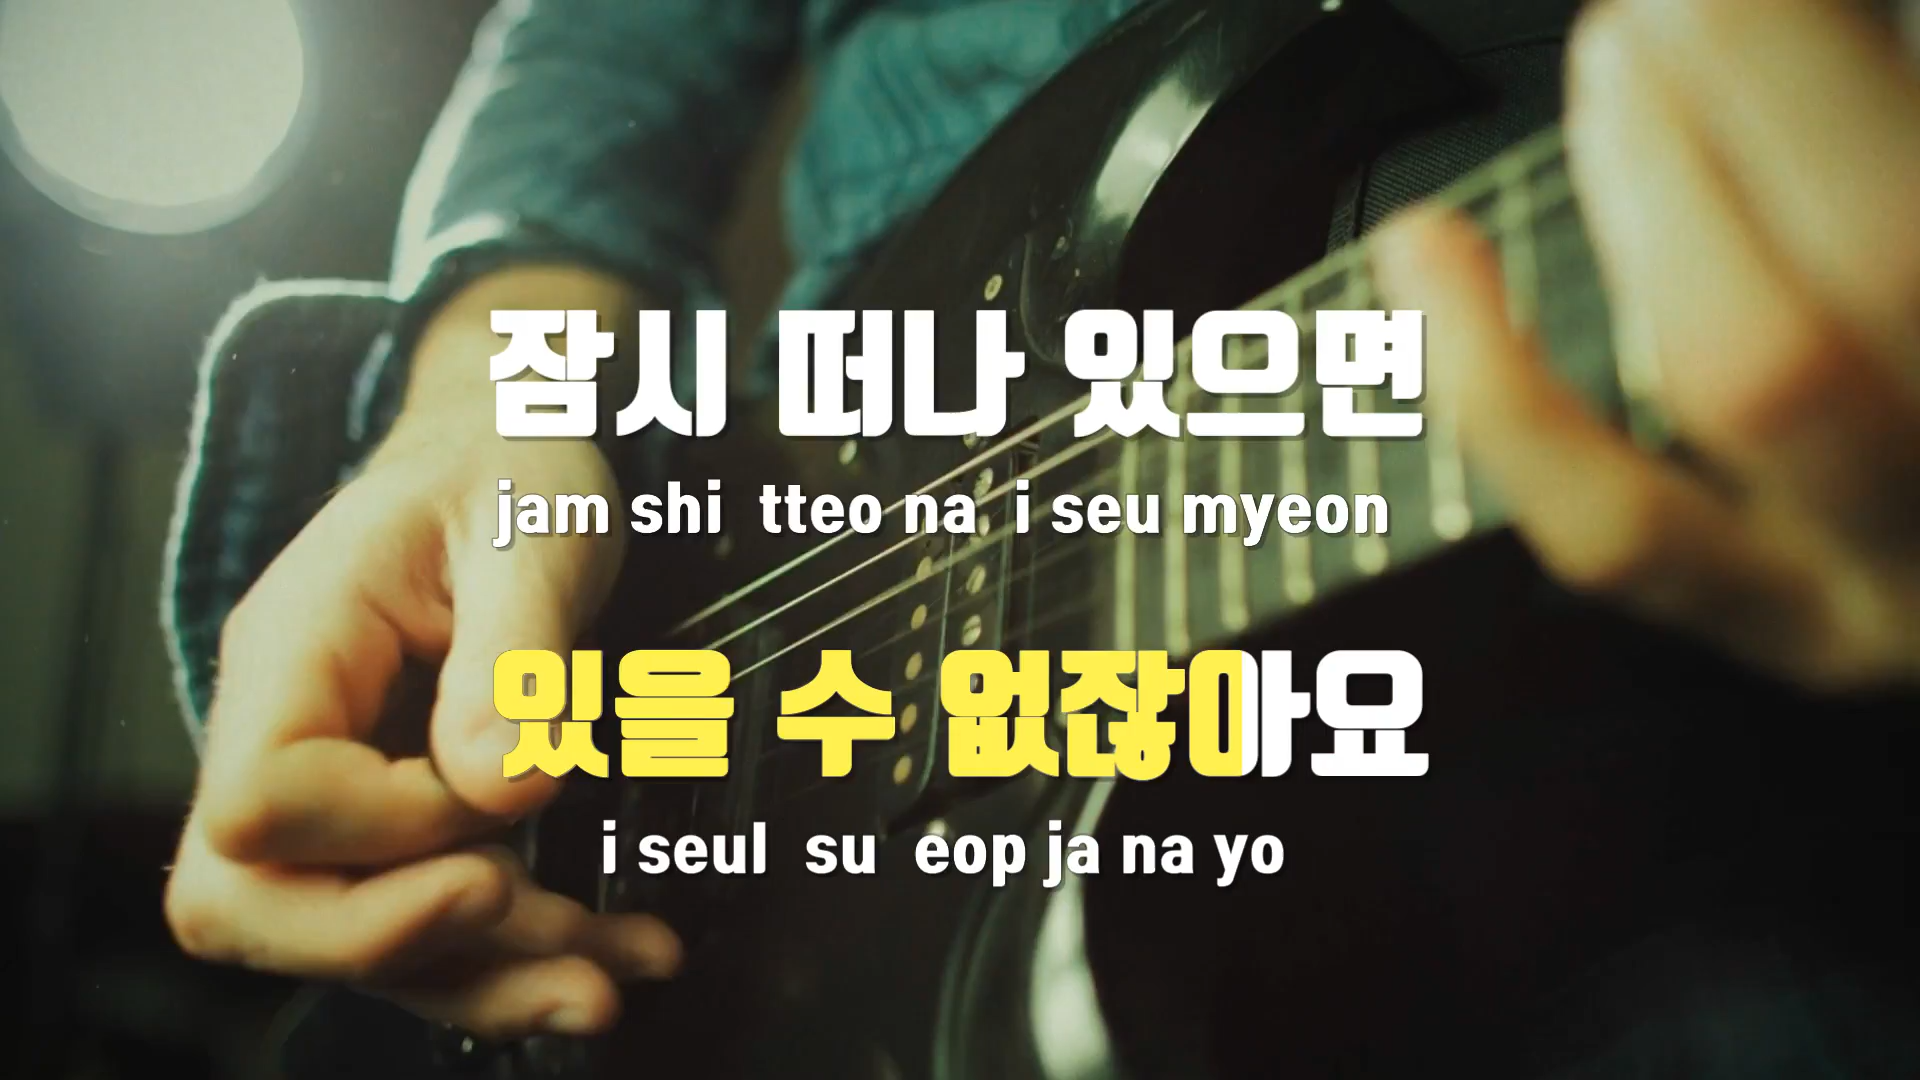 잠시 떠나 있으면
jam shi tteo na i seu myeon
있을 수 없잖아요
i seul su eop ja na yo